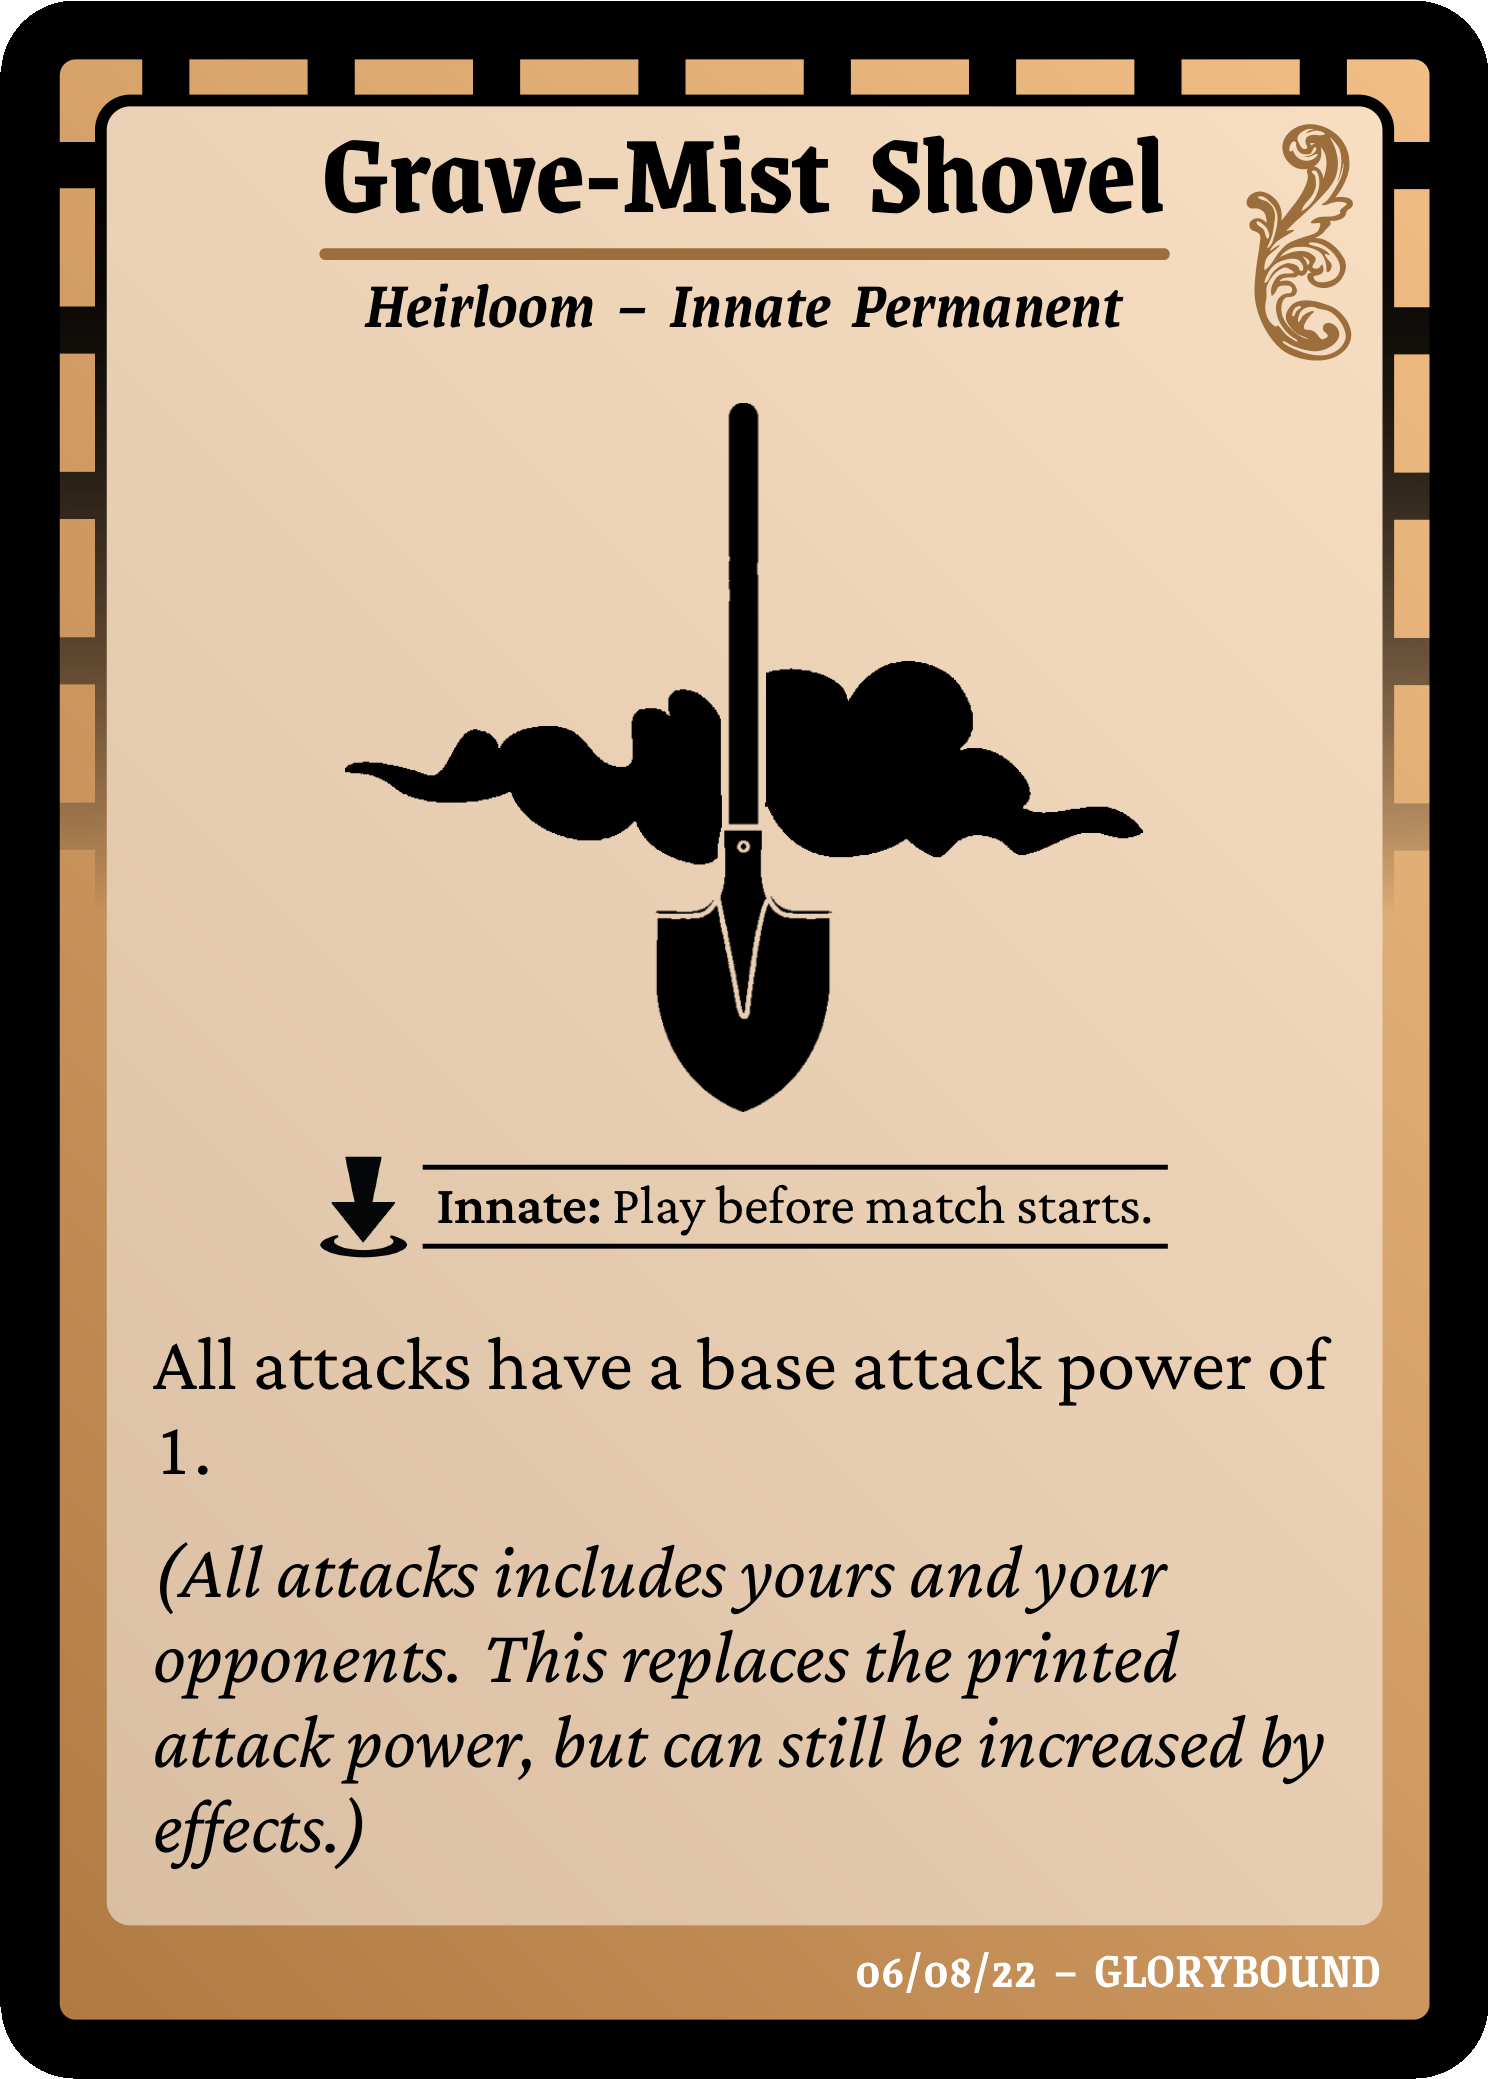 Grave-Mist Shovel
Heirloom – Innate Permanent
Innate: Play before match starts.
All attacks have a base attack power of
1.
(All attacks includes yours and your
opponents. This replaces the printed
attack power, but can still be increased by
effects.)
06/08/22 – GLORYBOUND